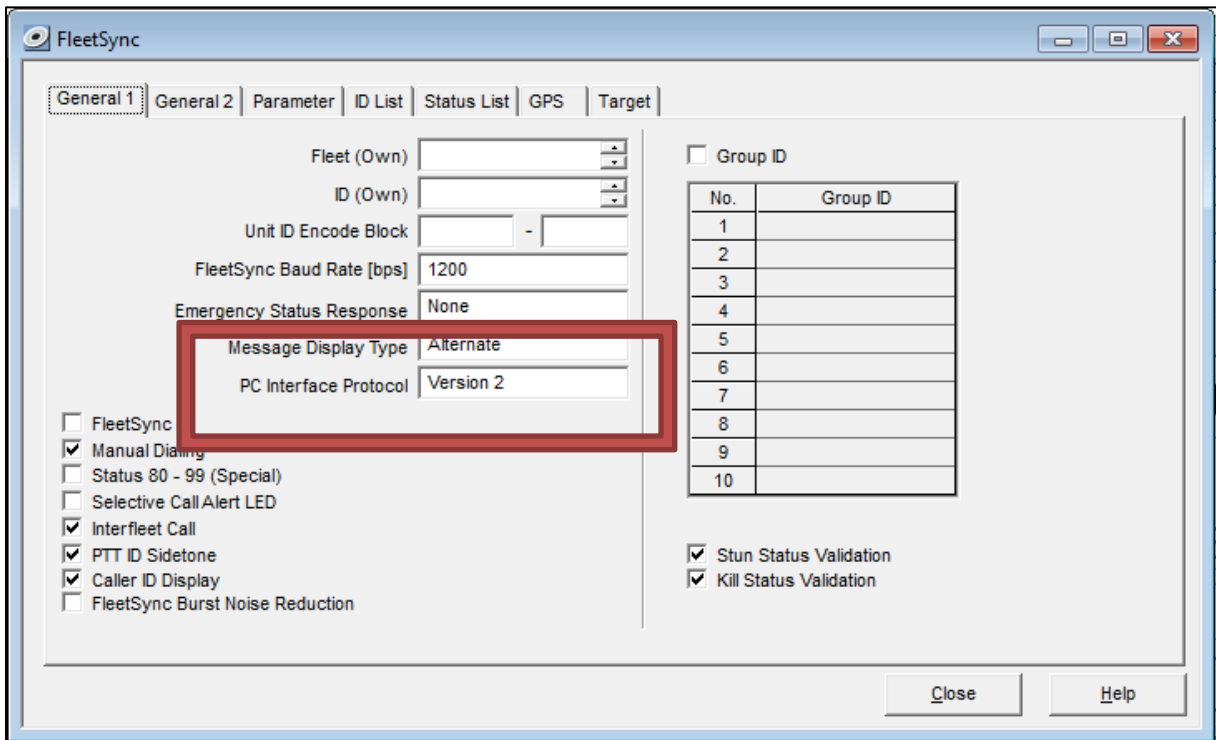 FleetSync
General 1 General 2 Parameter ID List Status List GPS Target
Fleet (Own)
ID (Own)
Unit ID Encode Block -
FleetSync Baud Rate [bps] 1200
Emergency Status Response None
Message Display Type Alternate
PC Interface Protocol Version 2
FleetSync
Manual Dialing
Status 80 - 99 (Special)
Selective Call Alert LED
Interfleet Call
PTT ID Sidetone
Caller ID Display
FleetSync Burst Noise Reduction
Group ID
No. Group ID
1
2
3
4
5
6
7
8
9
10
Stun Status Validation
Kill Status Validation
Close Help